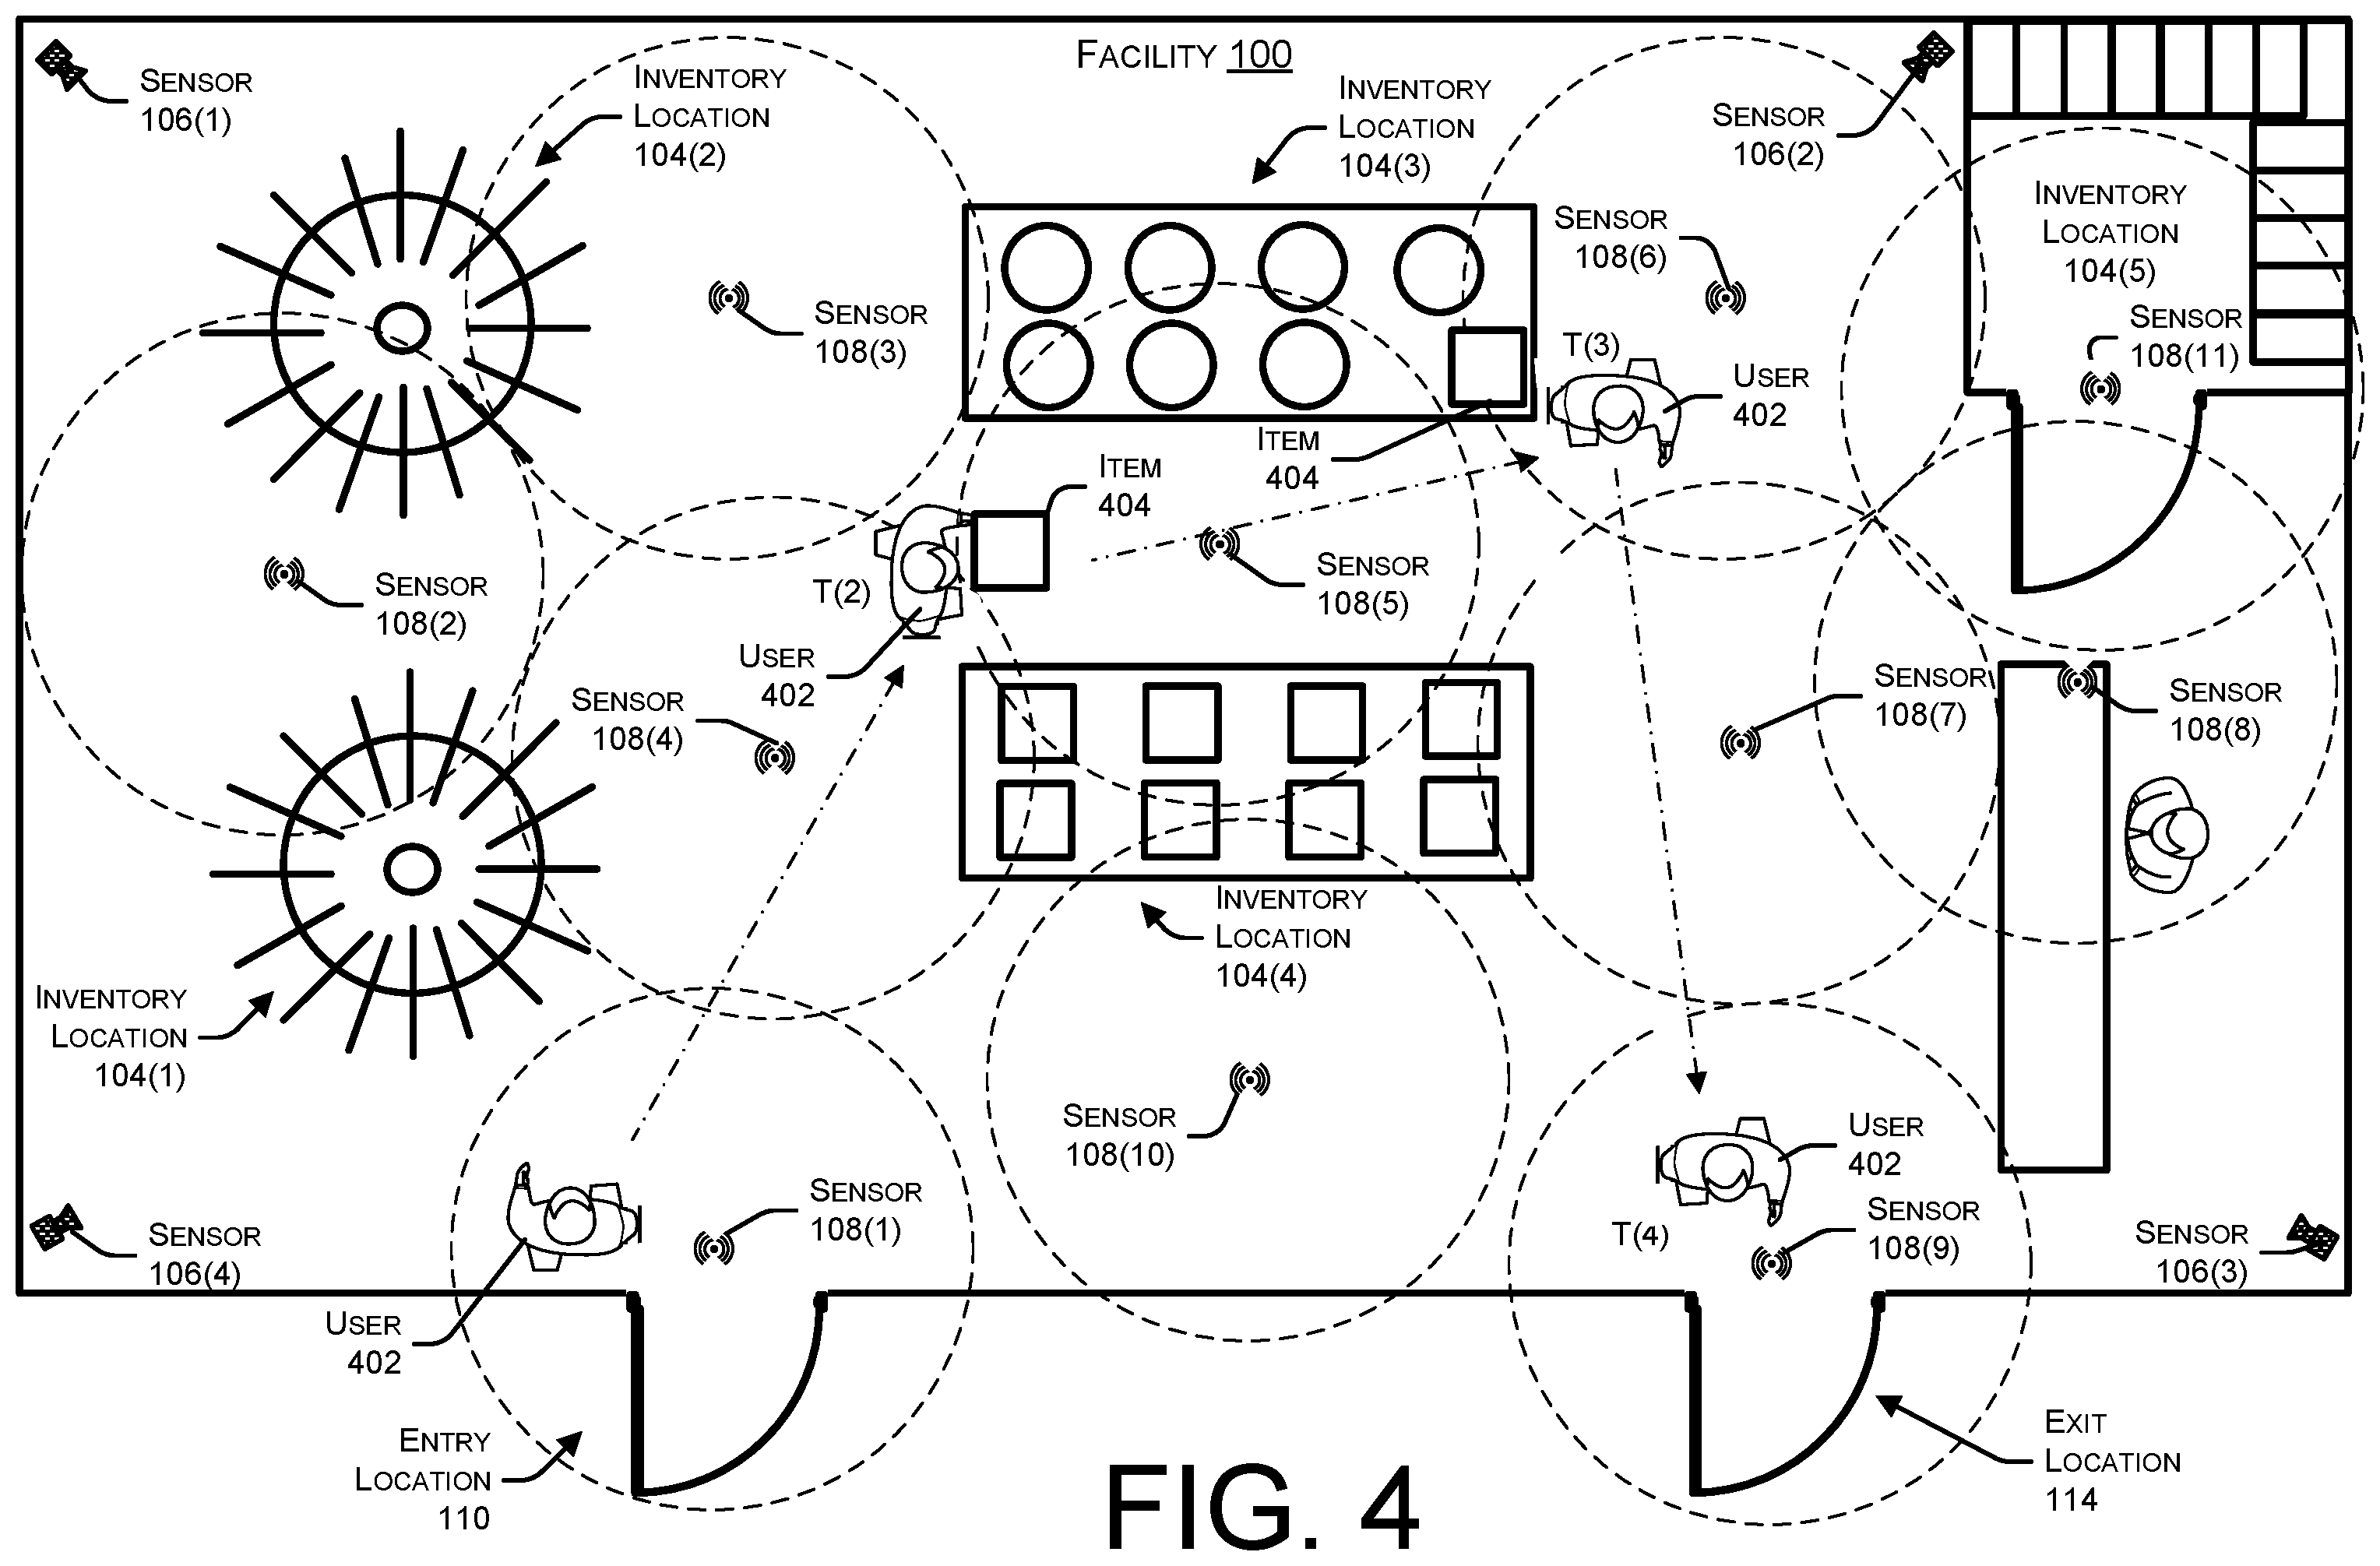 FACILITY 100
SENSOR
106(1)
INVENTORY
LOCATION
104(2)
INVENTORY
LOCATION
104(3)
SENSOR
106(2)
INVENTORY
LOCATION
104(5)
SENSOR
108(6)
SENSOR
108(3)
SENSOR
108(11)
T(3)
USER
402
ITEM
404
ITEM
404
SENSOR
108(2)
T(2)
SENSOR
108(5)
USER
402
SENSOR
108(4)
SENSOR
108(7)
SENSOR
108(8)
INVENTORY
LOCATION
104(4)
INVENTORY
LOCATION
104(1)
SENSOR
108(10)
USER
402
SENSOR
108(1)
SENSOR
108(9)
T(4)
SENSOR
106(4)
SENSOR
106(3)
USER
402
ENTRY
LOCATION
110
EXIT
LOCATION
114
FIG. 4